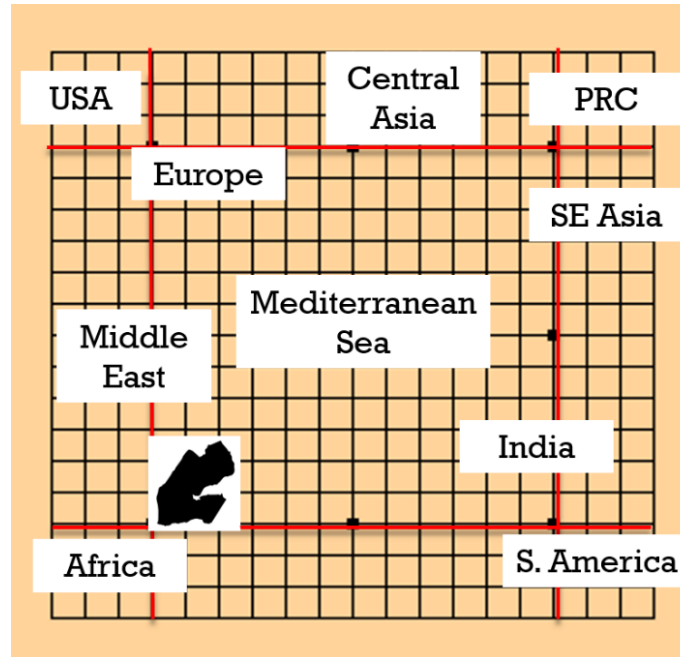 USA
Central
Asia
PRC
Europe
SE Asia
Mediterranean
Sea
Middle
East
India
Africa
S. America